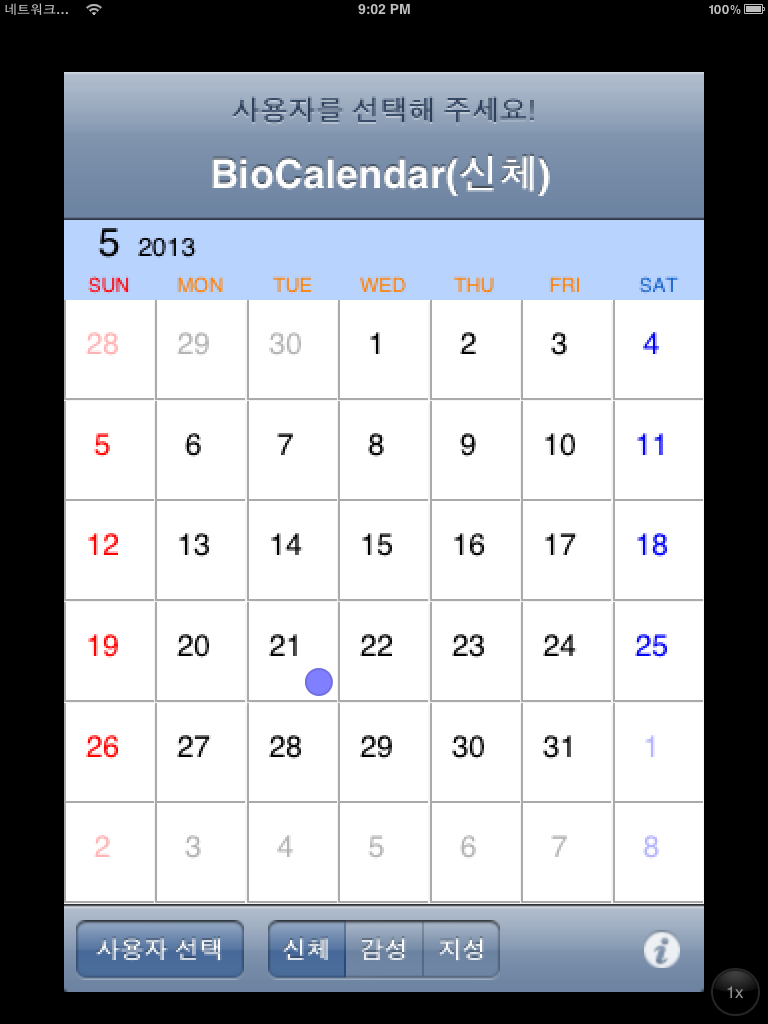 네트워크... 9:02 PM 100%
사용자를 선택해 주세요!
BioCalendar(신체)
5 2013
SUN MON TUE WED THU FRI SAT
28 29 30 1 2 3 4
5 6 7 8 9 10 11
12 13 14 15 16 17 18
19 20 21 22 23 24 25
26 27 28 29 30 31 1
2 3 4 5 6 7 8
사용자 선택 신체 감성 지성 i
1x